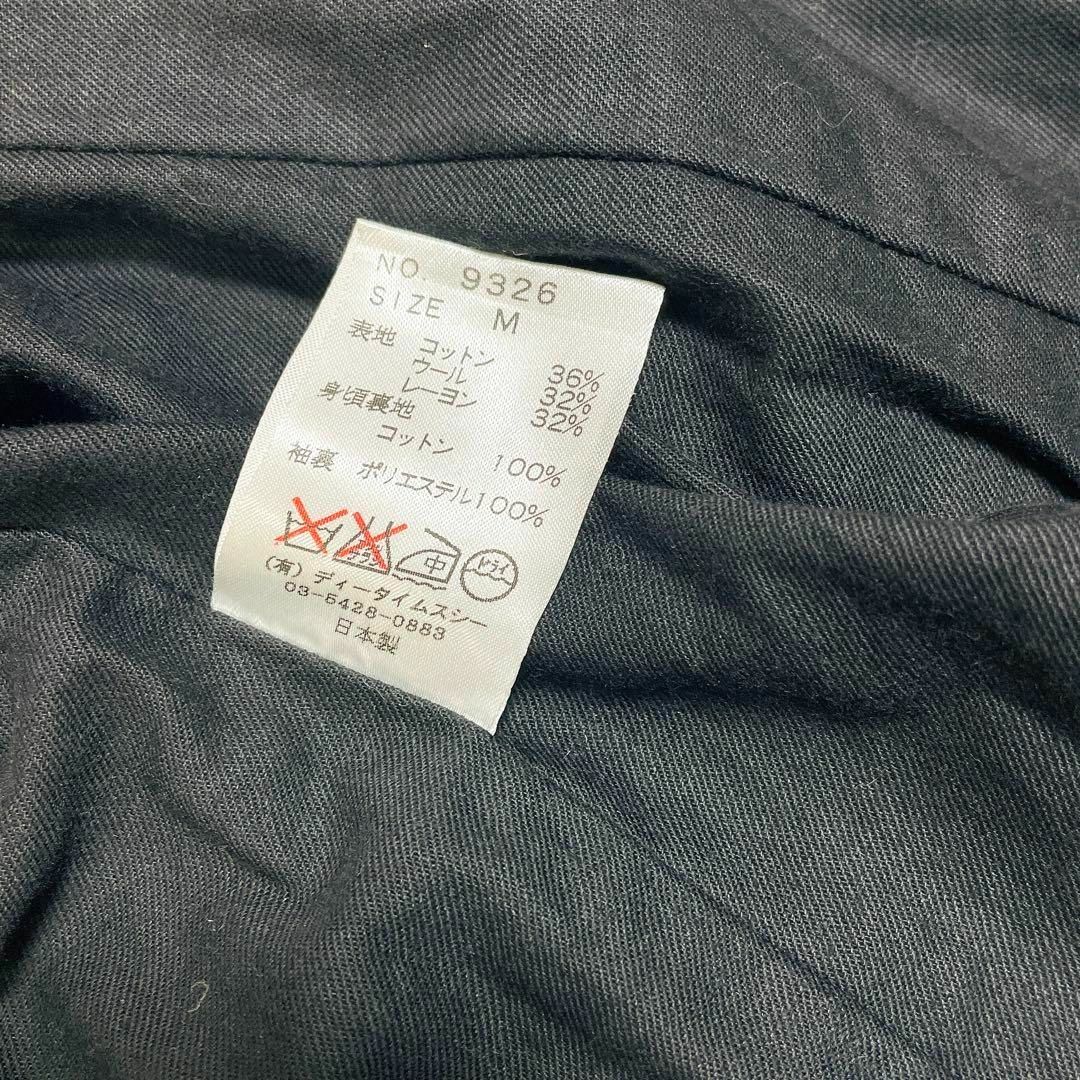 NO. 9326
SIZE M
表地 コットン 36%
ウール 32%
レーヨン 32%
身頃裏地
コットン 100%
袖裏 ポリエステル100%
中 ドライ
(有)ディータイムスシー
03-5428-0883
日本製